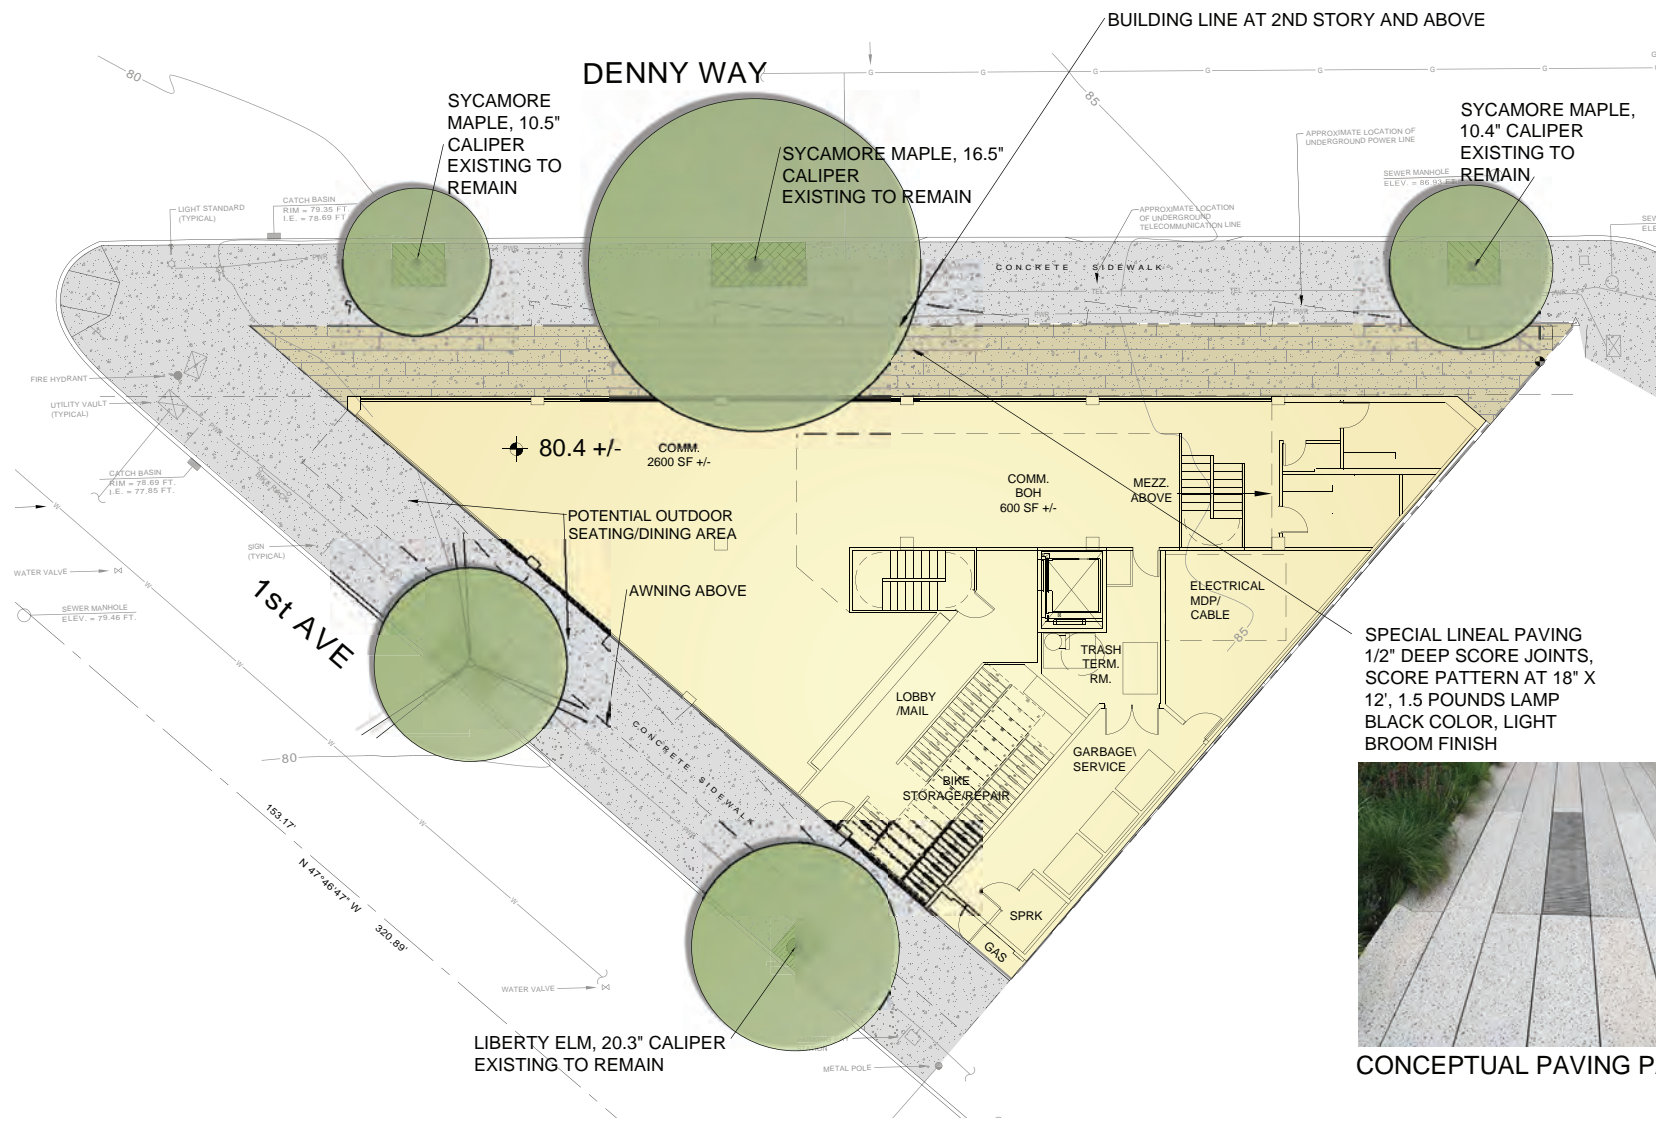 BUILDING LINE AT 2ND STORY AND ABOVE
DENNY WAY
80
85
G G G G G G G
SYCAMORE
MAPLE, 10.5"
CALIPER
EXISTING TO
REMAIN
SYCAMORE MAPLE, 16.5"
CALIPER
EXISTING TO REMAIN
SYCAMORE MAPLE,
10.4" CALIPER
EXISTING TO
REMAIN
APPROXIMATE LOCATION OF
UNDERGROUND POWER LINE
SEWER MANHOLE
ELEV. = 86.93
LIGHT STANDARD
(TYPICAL)
CATCH BASIN
RIM = 79.35 FT.
I.E. = 78.69 FT
APPROXIMATE LOCATION
OF UNDERGROUND
TELECOMMUNICATION LINE
CONCRETE SIDEWALK
FIRE HYDRANT
UTILITY VAULT
(TYPICAL)
80.4 +/-
COMM.
2600 SF +/-
COMM.
BOH
600 SF +/-
MEZZ.
ABOVE
CATCH BASIN
RIM = 78.69 FT.
I.E. = 77.85 FT.
POTENTIAL OUTDOOR
SEATING/DINING AREA
SIGN
(TYPICAL)
WATER VALVE
1st AVE
AWNING ABOVE
ELECTRICAL
MDP/
CABLE
85
SEWER MANHOLE
ELEV. = 79.46 FT.
TRASH
TERM.
RM.
SPECIAL LINEAL PAVING
1/2" DEEP SCORE JOINTS,
SCORE PATTERN AT 18" X
12', 1.5 POUNDS LAMP
BLACK COLOR, LIGHT
BROOM FINISH
LOBBY
/MAIL
CONCRETE SIDEWALK
80
GARBAGE\
SERVICE
BIKE
STORAGE/REPAIR
153.17'
N 47°46'47" W
320.89'
SPRK
GAS
WATER VALVE
LIBERTY ELM, 20.3" CALIPER
EXISTING TO REMAIN
METAL POLE
CONCEPTUAL PAVING